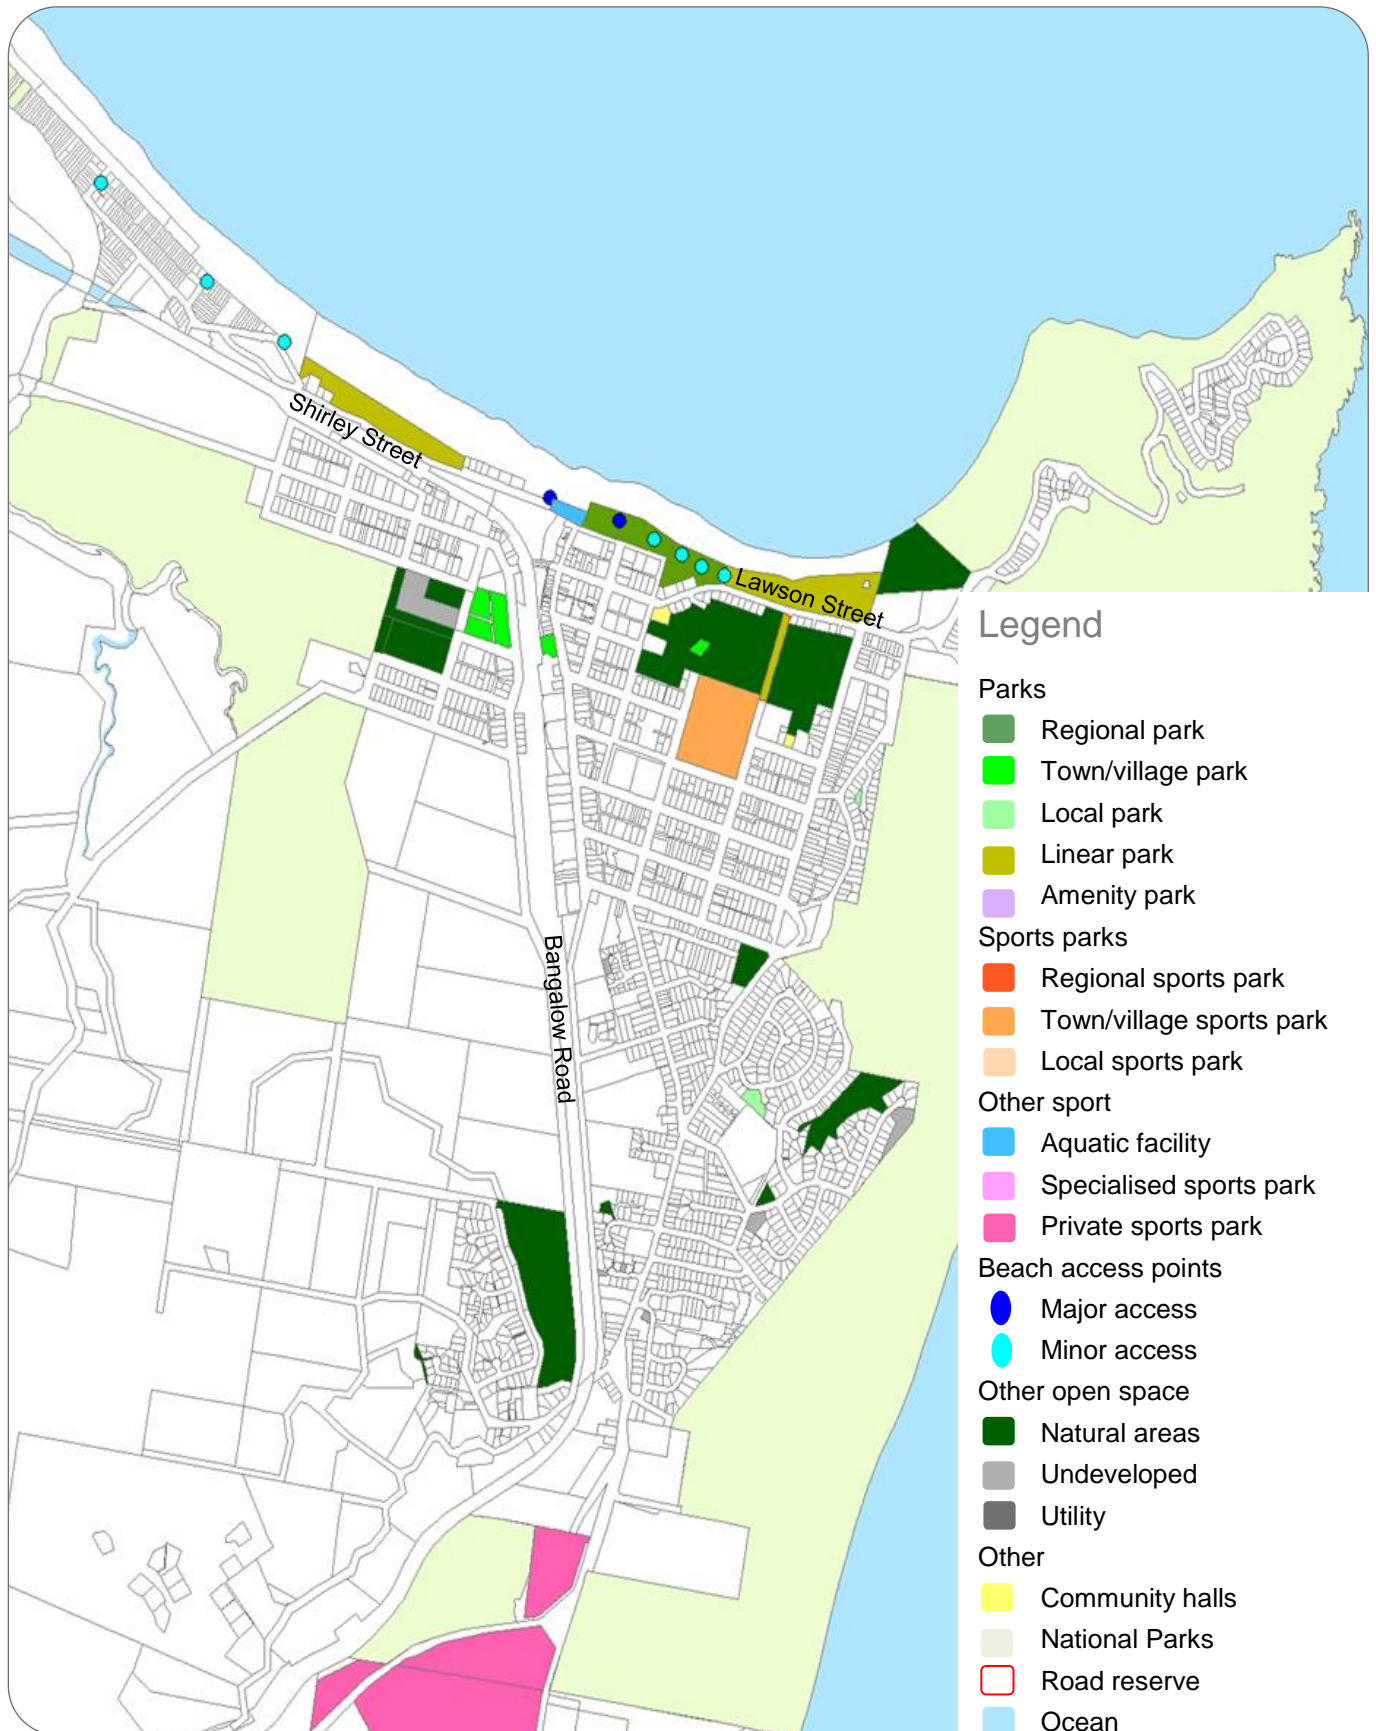 Shirley Street
Lawson Street
Bangalow Road
Legend
Parks
Regional park
Town/village park
Local park
Linear park
Amenity park
Sports parks
Regional sports park
Town/village sports park
Local sports park
Other sport
Aquatic facility
Specialised sports park
Private sports park
Beach access points
Major access
Minor access
Other open space
Natural areas
Undeveloped
Utility
Other
Community halls
National Parks
Road reserve
Ocean